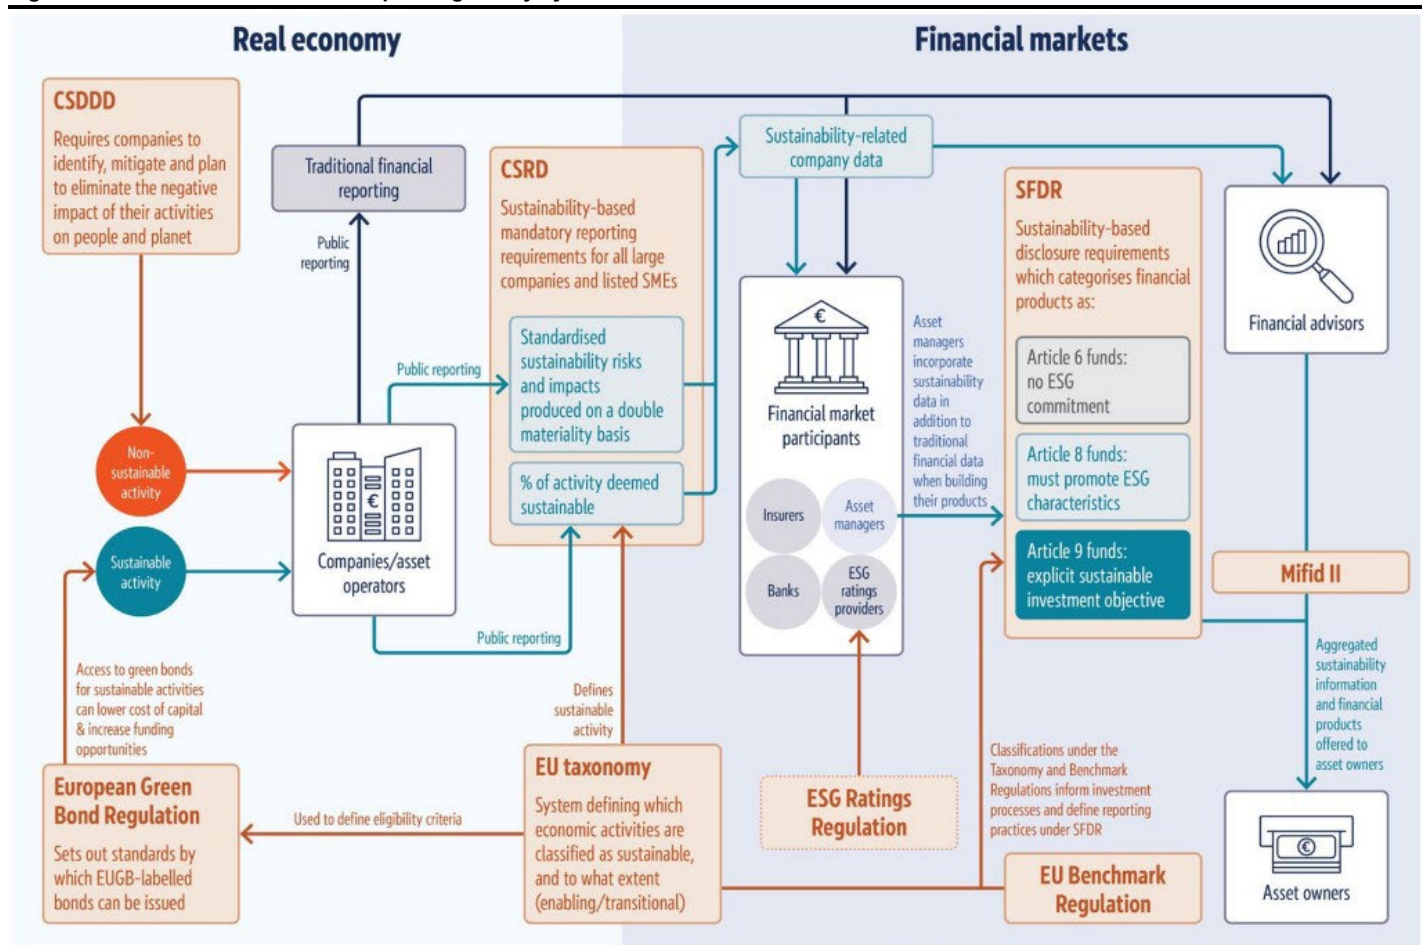 Real economy
Financial markets
CSDDD
Requires companies to
identify, mitigate and plan
to eliminate the negative
impact of their activities
on people and planet
Traditional financial
reporting
Public
reporting
CSRD
Sustainability-based
mandatory reporting
requirements for all large
companies and listed SMEs
Standardised
sustainability risks
and impacts
produced on a double
materiality basis
% of activity deemed
sustainable
Public reporting
Non-
sustainable
activity
Sustainable
activity
€
Companies/asset
operators
Public reporting
Access to green bonds
for sustainable activities
can lower cost of capital
& increase funding
opportunities
European Green
Bond Regulation
Sets out standards by
which EUGB-labelled
bonds can be issued
Used to define eligibility criteria
Defines
sustainable
activity
EU taxonomy
System defining which
economic activities are
classified as sustainable,
and to what extent
(enabling/transitional)
Sustainability-related
company data
€
Financial market
participants
Insurers
Asset
managers
Banks
ESG
ratings
providers
Asset
managers
incorporate
sustainability
data in
addition to
traditional
financial data
when building
their products
ESG Ratings
Regulation
SFDR
Sustainability-based
disclosure requirements
which categorises financial
products as:
Article 6 funds:
no ESG
commitment
Article 8 funds:
must promote ESG
characteristics
Article 9 funds:
explicit sustainable
investment objective
Classifications under the
Taxonomy and Benchmark
Regulations inform investment
processes and define reporting
practices under SFDR
EU Benchmark
Regulation
Financial advisors
Mifid II
Aggregated
sustainability
information
and financial
products
offered to
asset owners
€
Asset owners